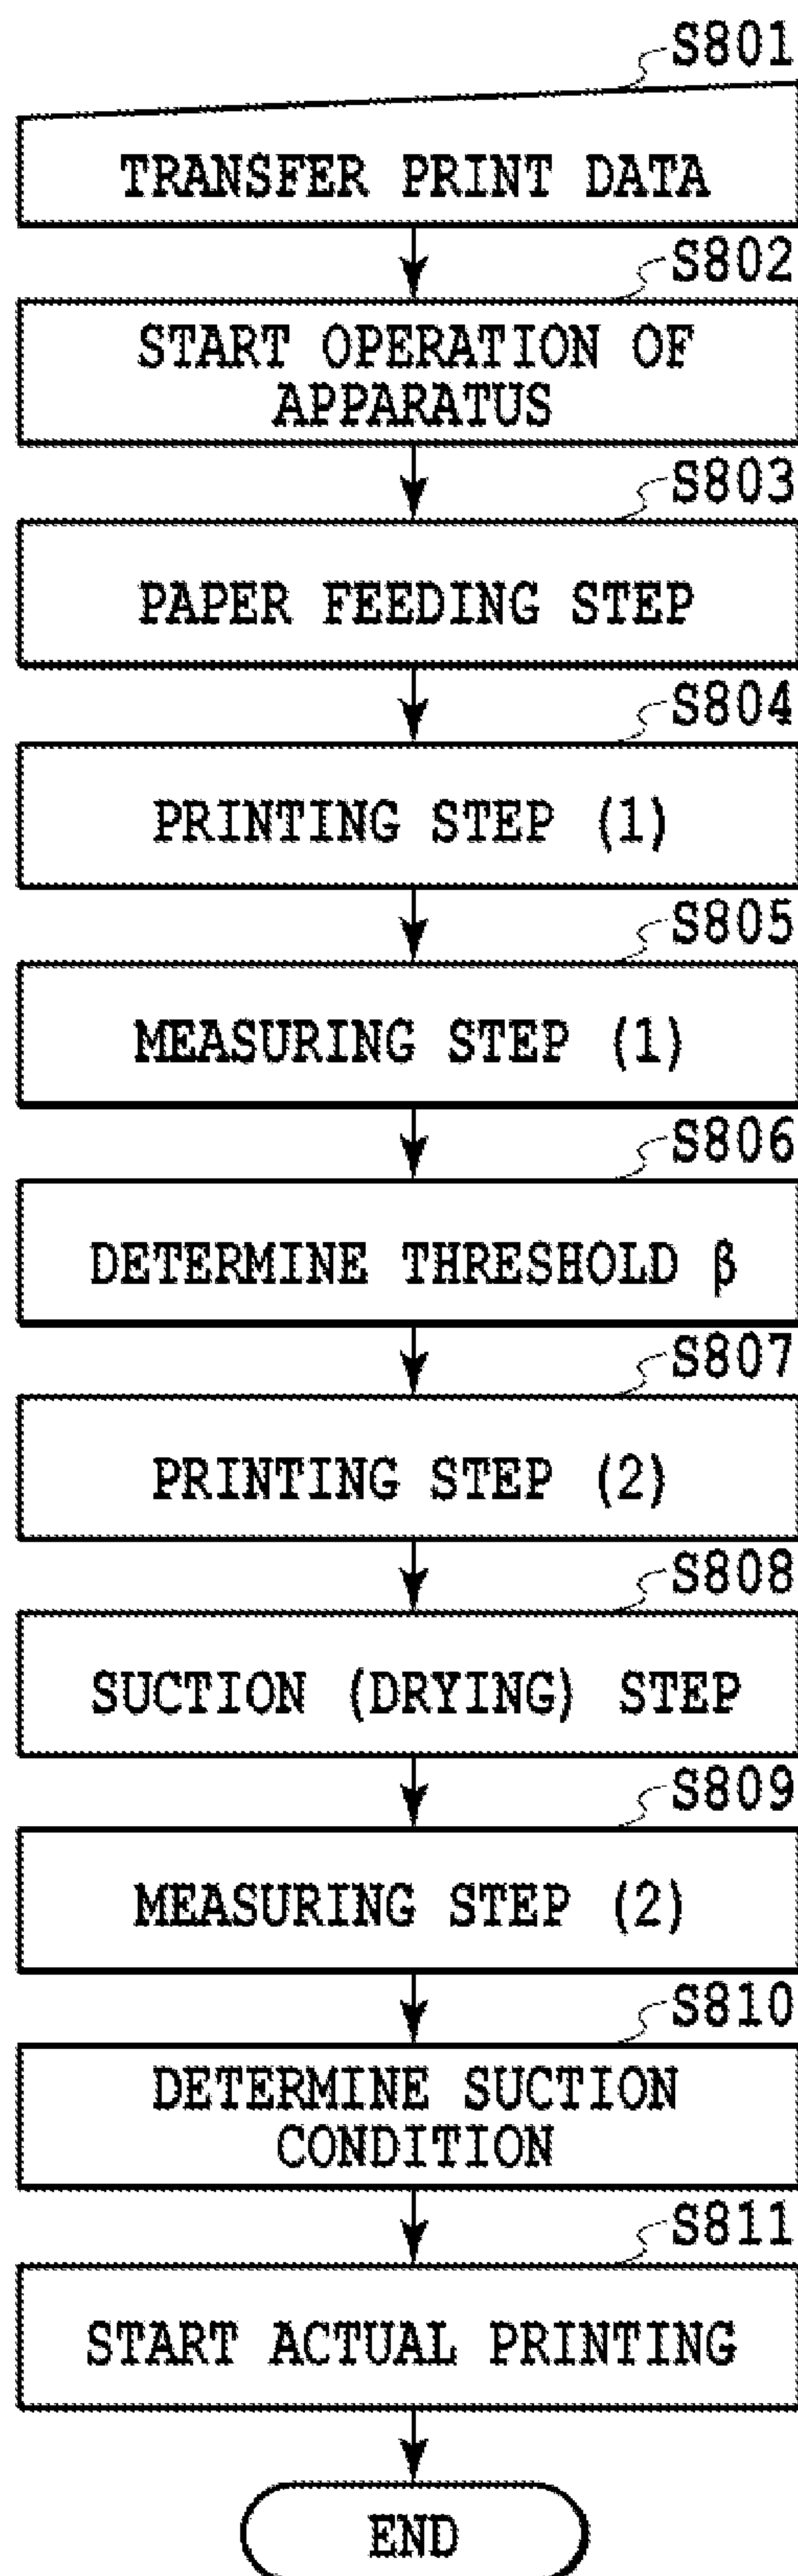 S801
TRANSFER PRINT DATA
S802
START OPERATION OF
APPARATUS
S803
PAPER FEEDING STEP
S804
PRINTING STEP (1)
S805
MEASURING STEP (1)
S806
DETERMINE THRESHOLD β
S807
PRINTING STEP (2)
S808
SUCTION (DRYING) STEP
S809
MEASURING STEP (2)
S810
DETERMINE SUCTION
CONDITION
S811
START ACTUAL PRINTING
END